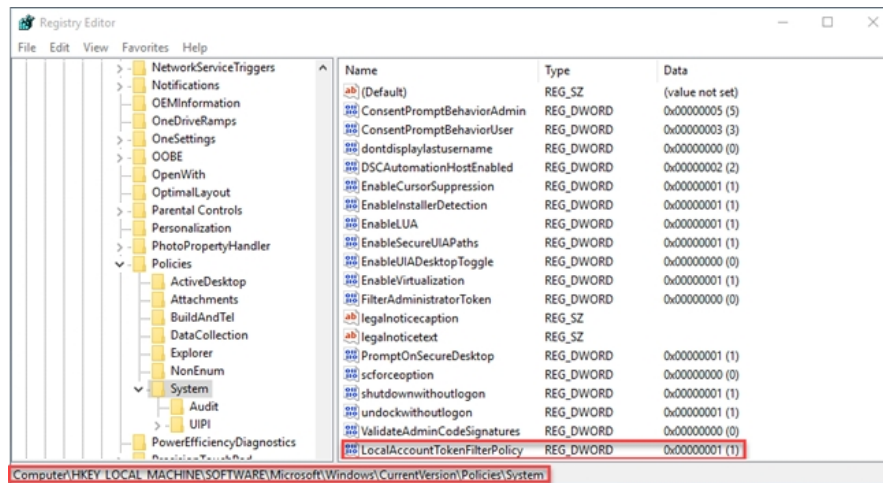 Registry Editor
File Edit View Favorites Help
NetworkServiceTriggers
Notifications
OEMInformation
OneDriveRamps
OneSettings
OOBE
OpenWith
OptimalLayout
Parental Controls
Personalization
PhotoPropertyHandler
Policies
ActiveDesktop
Attachments
BuildAndTel
DataCollection
Explorer
NonEnum
System
Audit
UIPI
PowerEfficiencyDiagnostics
PrecisionTouchPad
Name Type Data
(Default) REG_SZ (value not set)
ConsentPromptBehaviorAdmin REG_DWORD 0x00000005 (5)
ConsentPromptBehaviorUser REG_DWORD 0x00000003 (3)
dontdisplaylastusername REG_DWORD 0x00000000 (0)
DSCAutomationHostEnabled REG_DWORD 0x00000002 (2)
EnableCursorSuppression REG_DWORD 0x00000001 (1)
EnableInstallerDetection REG_DWORD 0x00000001 (1)
EnableLUA REG_DWORD 0x00000001 (1)
EnableSecureUIAPaths REG_DWORD 0x00000001 (1)
EnableUIADesktopToggle REG_DWORD 0x00000000 (0)
EnableVirtualization REG_DWORD 0x00000001 (1)
FilterAdministratorToken REG_DWORD 0x00000000 (0)
legalnoticecaption REG_SZ
legalnoticetext REG_SZ
PromptOnSecureDesktop REG_DWORD 0x00000001 (1)
scforceoption REG_DWORD 0x00000000 (0)
shutdownwithoutlogon REG_DWORD 0x00000001 (1)
undockwithoutlogon REG_DWORD 0x00000001 (1)
ValidateAdminCodeSignatures REG_DWORD 0x00000000 (0)
LocalAccountTokenFilterPolicy REG_DWORD 0x00000001 (1)
Computer\HKEY_LOCAL_MACHINE\SOFTWARE\Microsoft\Windows\CurrentVersion\Policies\System